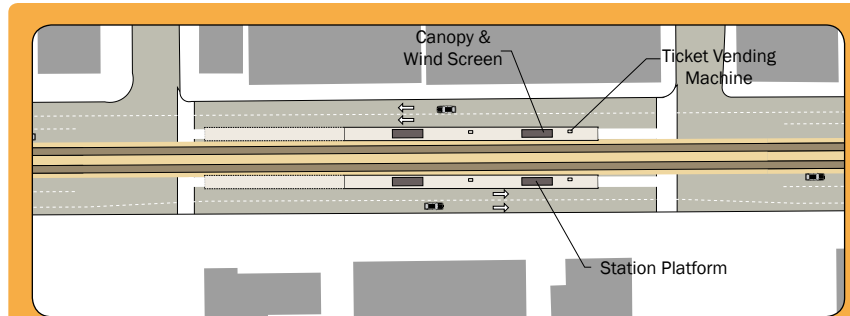 Canopy &
Wind Screen
Ticket Vending
Machine
Station Platform